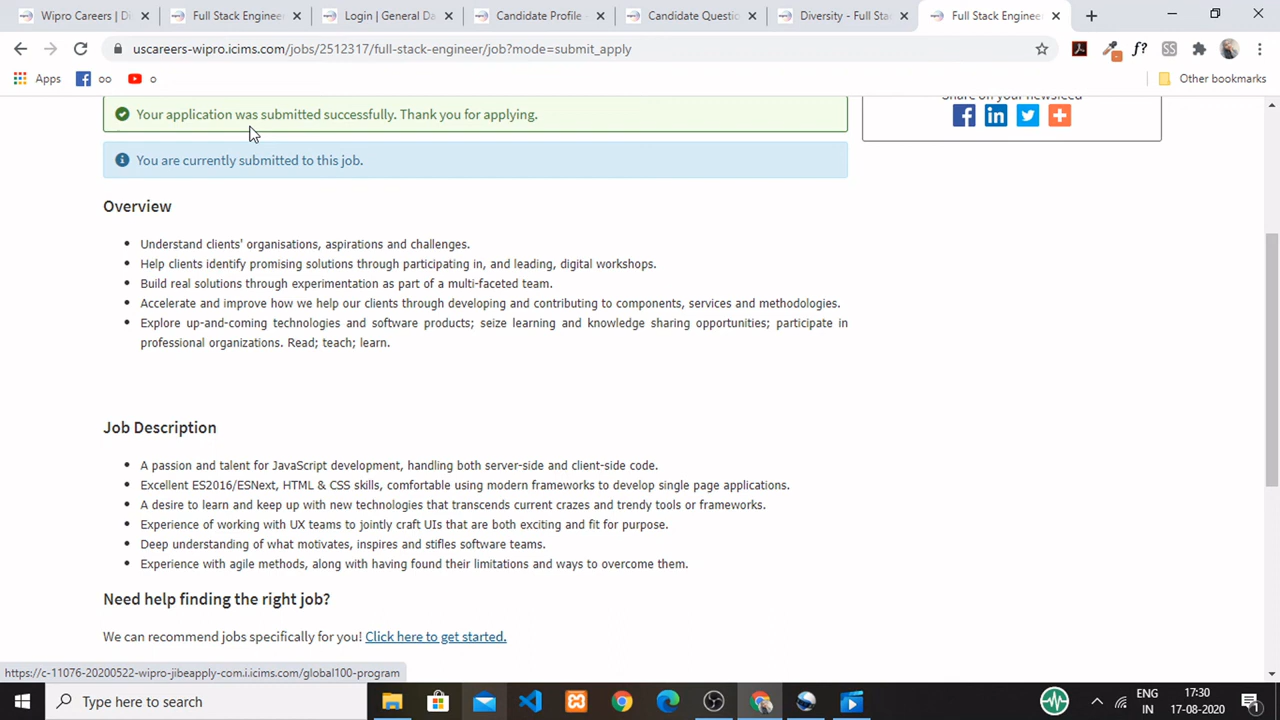 Wipro Careers | Di
Full Stack Enginee
Login | General Da
Candidate Profile -
Candidate Questio
Diversity - Full Sta
Full Stack Enginee
uscareers-wipro.icims.com/jobs/2512317/full-stack-engineer/job?mode=submit_apply
Apps
oo
o
Other bookmarks
Your application was submitted successfully. Thank you for applying.
Share on your newsfeed
You are currently submitted to this job.
Overview
Understand clients' organisations, aspirations and challenges.
Help clients identify promising solutions through participating in, and leading, digital workshops.
Build real solutions through experimentation as part of a multi-faceted team.
Accelerate and improve how we help our clients through developing and contributing to components, services and methodologies.
Explore up-and-coming technologies and software products; seize learning and knowledge sharing opportunities; participate in
professional organizations. Read; teach; learn.
Job Description
A passion and talent for JavaScript development, handling both server-side and client-side code.
Excellent ES2016/ESNext, HTML & CSS skills, comfortable using modern frameworks to develop single page applications.
A desire to learn and keep up with new technologies that transcends current crazes and trendy tools or frameworks.
Experience of working with UX teams to jointly craft UIs that are both exciting and fit for purpose.
Deep understanding of what motivates, inspires and stifles software teams.
Experience with agile methods, along with having found their limitations and ways to overcome them.
Need help finding the right job?
We can recommend jobs specifically for you! Click here to get started.
https://c-11076-20200522-wipro-jibeapply-com.i.icims.com/global100-program
Type here to search
ENG
IN
17:30
17-08-2020